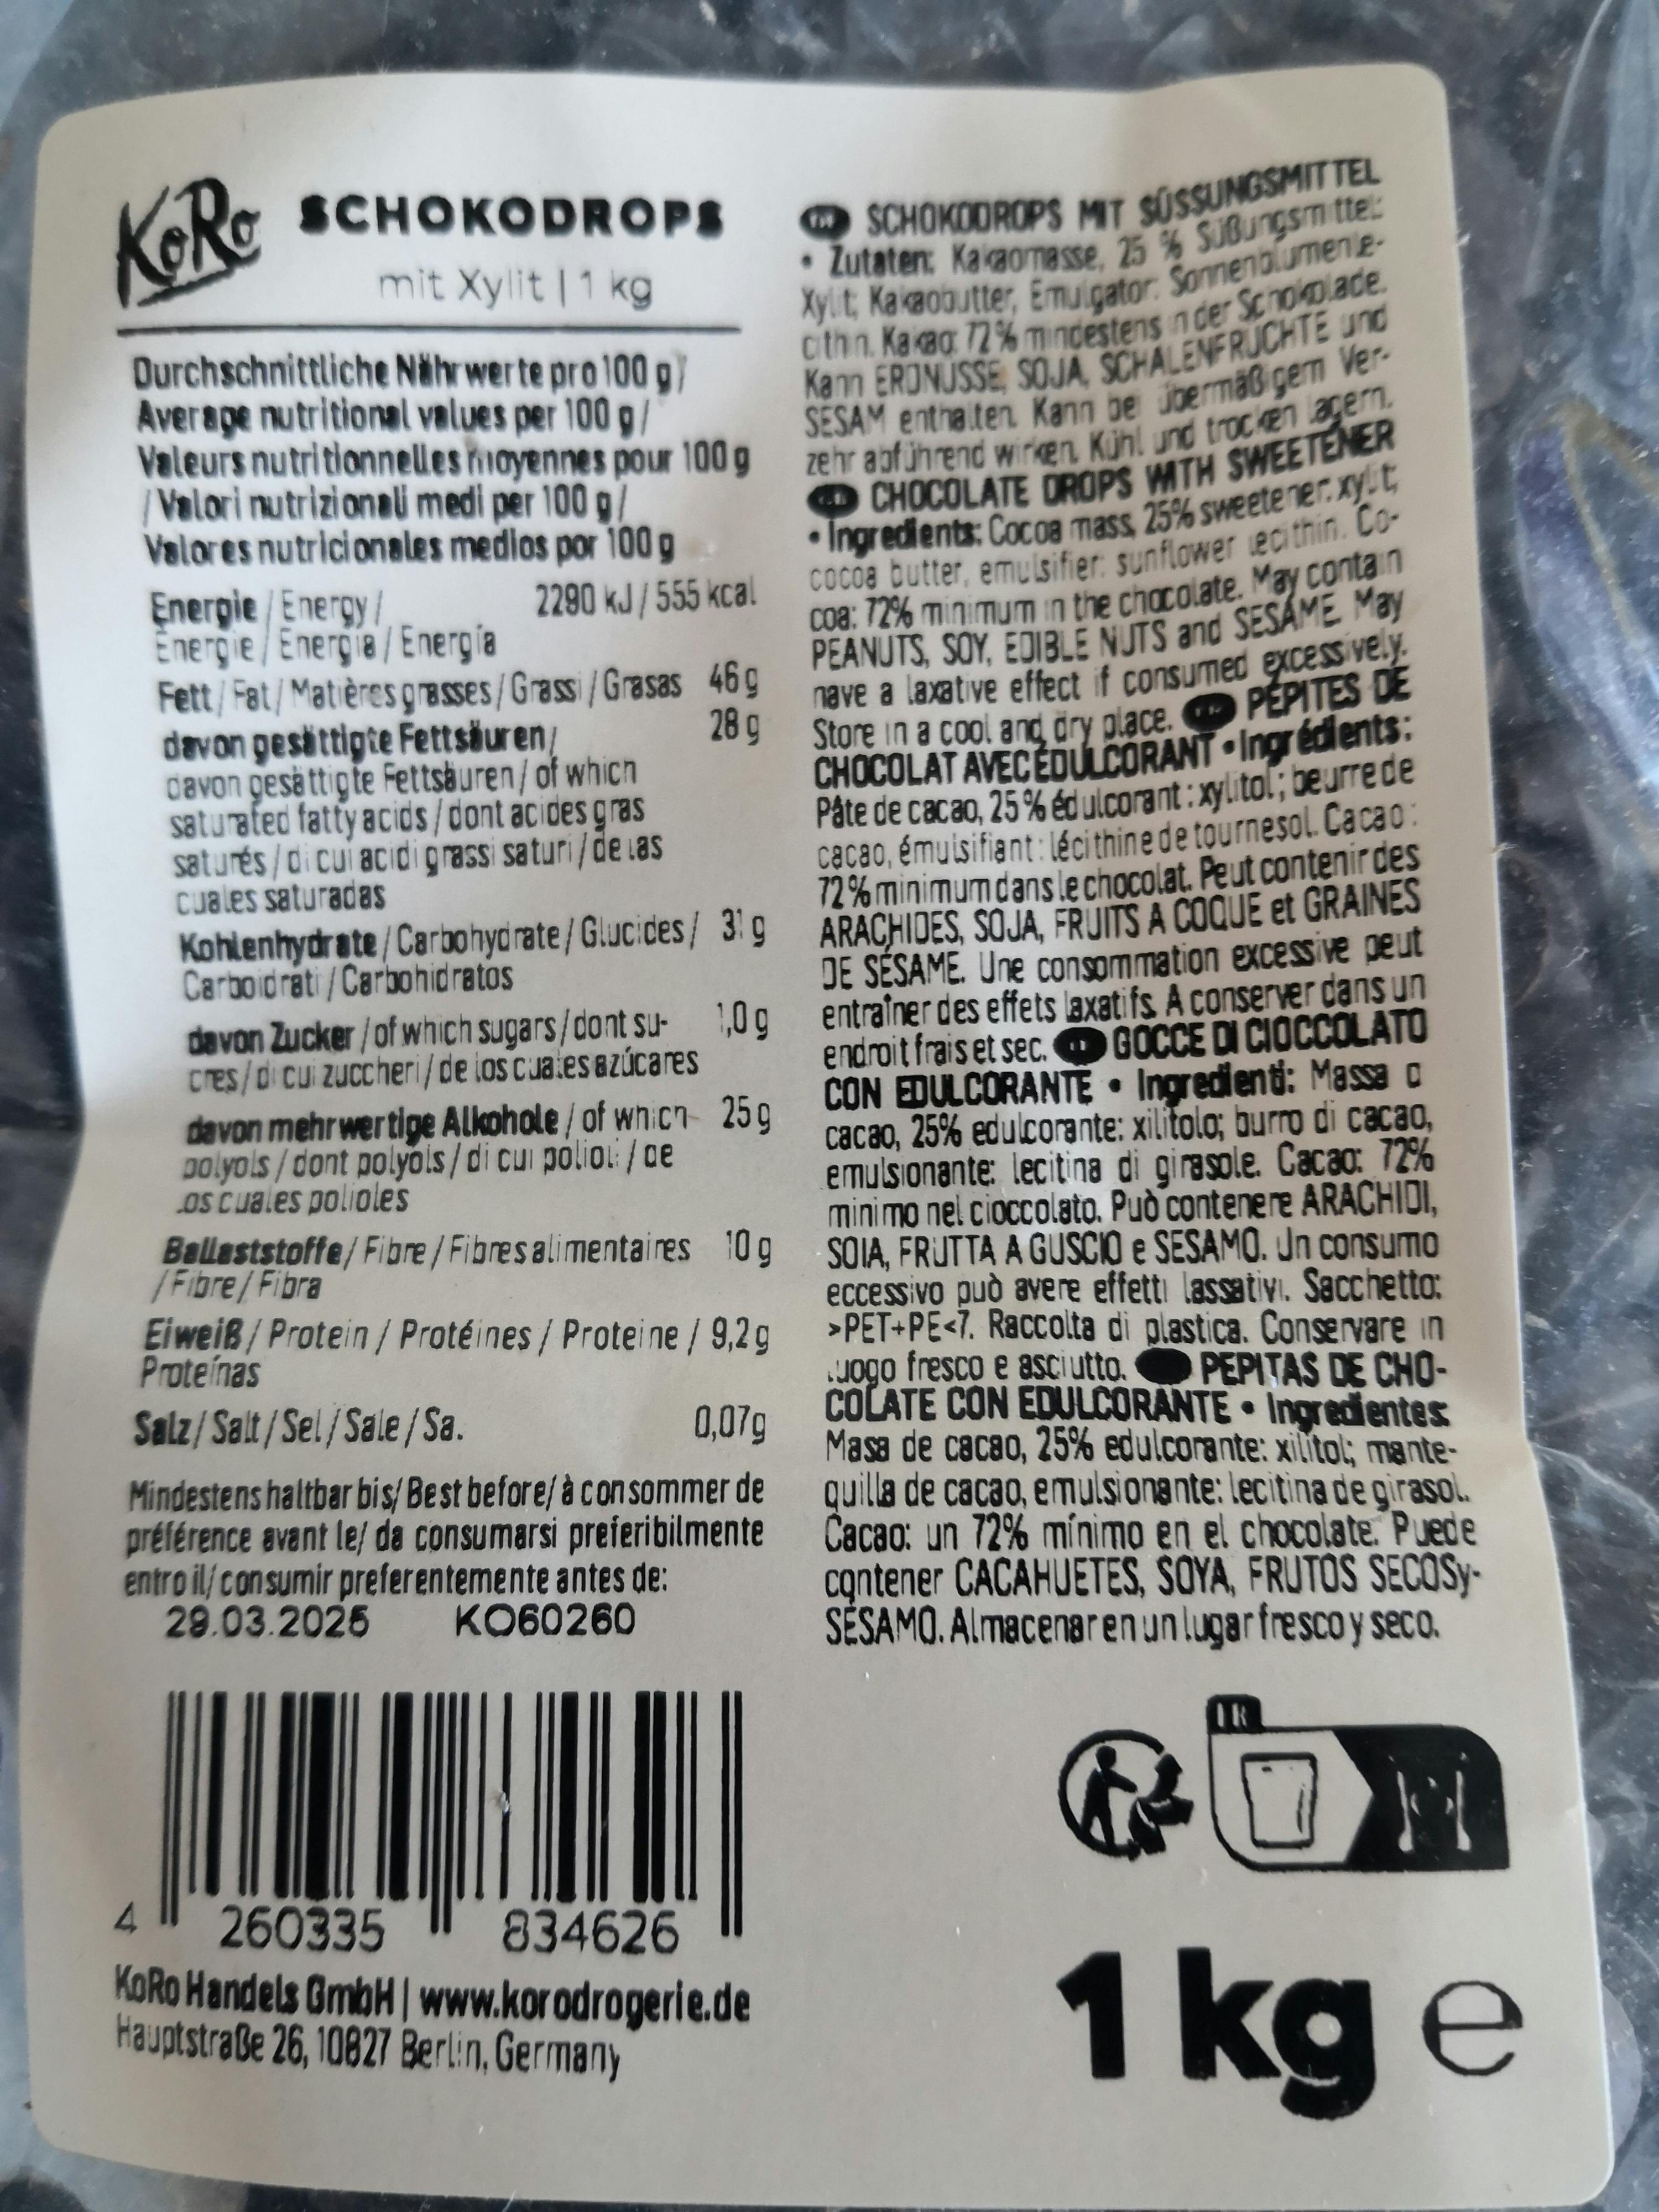 KoRo SCHOKODROPS
mit Xylit | 1 kg
Durchschnittliche Nährwerte pro 100 g /
Average nutritional values per 100 g /
Valeurs nutritionnelles moyennes pour 100 g
/ Valori nutrizionali medi per 100 g /
Valores nutricionales medios por 100 g
Energie / Energy / 2290 kJ / 555 kcal
Énergie / Energia / Energía
Fett / Fat / Matières grasses / Grassi / Grasas 46 g
davon gesättigte Fettsäuren / 28 g
davon gesättigte Fettsäuren / of which
saturated fatty acids / dont acides gras
saturés / di cui acidi grassi saturi / de las
cuales saturadas
Kohlenhydrate / Carbohydrate / Glucides / 31 g
Carboidrati / Carbohidratos
davon Zucker / of which sugars / dont su- 1,0 g
cres / di cui zuccheri / de los cuales azúcares
davon mehrwertige Alkohole / of which 25 g
polyols / dont polyols / di cui polioli / de
los cuales polioles
Ballaststoffe / Fibre / Fibres alimentaires 10 g
/ Fibre / Fibra
Eiweiß / Protein / Protéines / Proteine / 9,2 g
Proteínas
Salz / Salt / Sel / Sale / Sa. 0,07g
Mindestens haltbar bis/ Best before/ à consommer de
préférence avant le/ da consumarsi preferibilmente
entro il/ consumir preferentemente antes de:
KO60260
4 260335 834626
KoRo Handels GmbH | www.korodrogerie.de
Hauptstraße 26, 10827 Berlin, Germany
SCHOKODROPS MIT SÜSSUNGSMITTEL
• Zutaten: Kakaomasse, 25 % Süßungsmittel:
Xylit; Kakaobutter, Emulgator: Sonnenblumenle-
cithin. Kakao: 72% mindestens in der Schokolade.
Kann ERDNÜSSE, SOJA, SCHALENFRÜCHTE und
SESAM enthalten. Kann bei übermäßigem Ver-
zehr abführend wirken. Kühl und trocken lagern.
CHOCOLATE DROPS WITH SWEETENER
• Ingredients: Cocoa mass, 25% sweetener: xylit;
cocoa butter, emulsifier: sunflower lecithin. Co-
coa: 72% minimum in the chocolate. May contain
PEANUTS, SOY, EDIBLE NUTS and SESAME. May
have a laxative effect if consumed excessively.
Store in a cool and dry place. PÉPITES DE
CHOCOLAT AVEC ÉDULCORANT • Ingrédients:
Pâte de cacao, 25 % édulcorant : xylitol ; beurre de
cacao, émulsifiant : lécithine de tournesol. Cacao :
72 % minimum dans le chocolat. Peut contenir des
ARACHIDES, SOJA, FRUITS A COQUE et GRAINES
DE SÉSAME. Une consommation excessive peut
entraîner des effets laxatifs. A conserver dans un
endroit frais et sec. GOCCE DI CIOCCOLATO
CON EDULCORANTE • Ingredienti: Massa
cacao, 25% edulcorante: xilitolo; burro di cacao,
emulsionante: lecitina di girasole. Cacao: 72%
minimo nel cioccolato. Può contenere ARACHIDI,
SOIA, FRUTTA A GUSCIO e SESAMO. Un consumo
eccessivo può avere effetti lassativi. Sacchetto:
>PET+PE<7. Raccolta di plastica. Conservare in
luogo fresco e asciutto. PEPITAS DE CHO-
COLATE CON EDULCORANTE • Ingredientes:
Masa de cacao, 25% edulcorante: xilitol; mante-
quilla de cacao, emulsionante: lecitina de girasol.
Cacao: un 72% mínimo en el chocolate. Puede
contener CACAHUETES, SOYA, FRUTOS SECOSy-
SÉSAMO. Almacenar en un lugar fresco y seco.
1 kg e